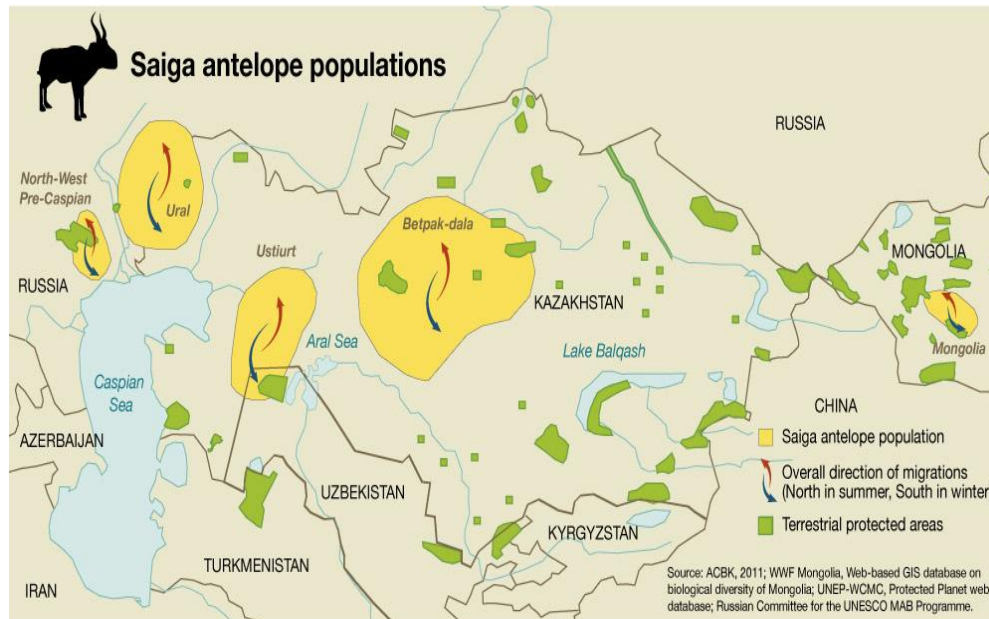 Saiga antelope populations
RUSSIA
North-West
Pre-Caspian
Ural
Betpak-dala
Ustiurt
MONGOLIA
RUSSIA
KAZAKHSTAN
Aral Sea
Lake Balqash
Mongolia
Caspian
Sea
CHINA
AZERBAIJAN
Saiga antelope population
Overall direction of migrations
(North in summer, South in winter
UZBEKISTAN
Terrestrial protected areas
KYRGYZSTAN
TURKMENISTAN
IRAN
Source: ACBK, 2011; WWF Mongolia, Web-based GIS database on
biological diversity of Mongolia; UNEP-WCMC, Protected Planet web
database; Russian Committee for the UNESCO MAB Programme.